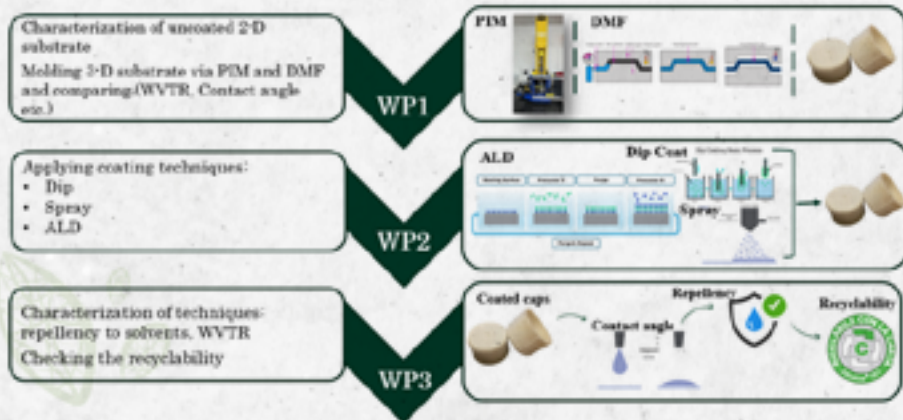 Characterization of uncoated 2-D
substrate
Molding 3-D substrate via PIM and DMF
and comparing.(WVTR, Contact angle
etc.)
WP1
PIM
DMF
Applying coating techniques:
• Dip
• Spray
• ALD
WP2
ALD
Dip Coat
Spray
Characterization of techniques:
repellency to solvents, WVTR
Checking the recyclability
WP3
Coated caps
Contact angle
Repellency
Recyclability